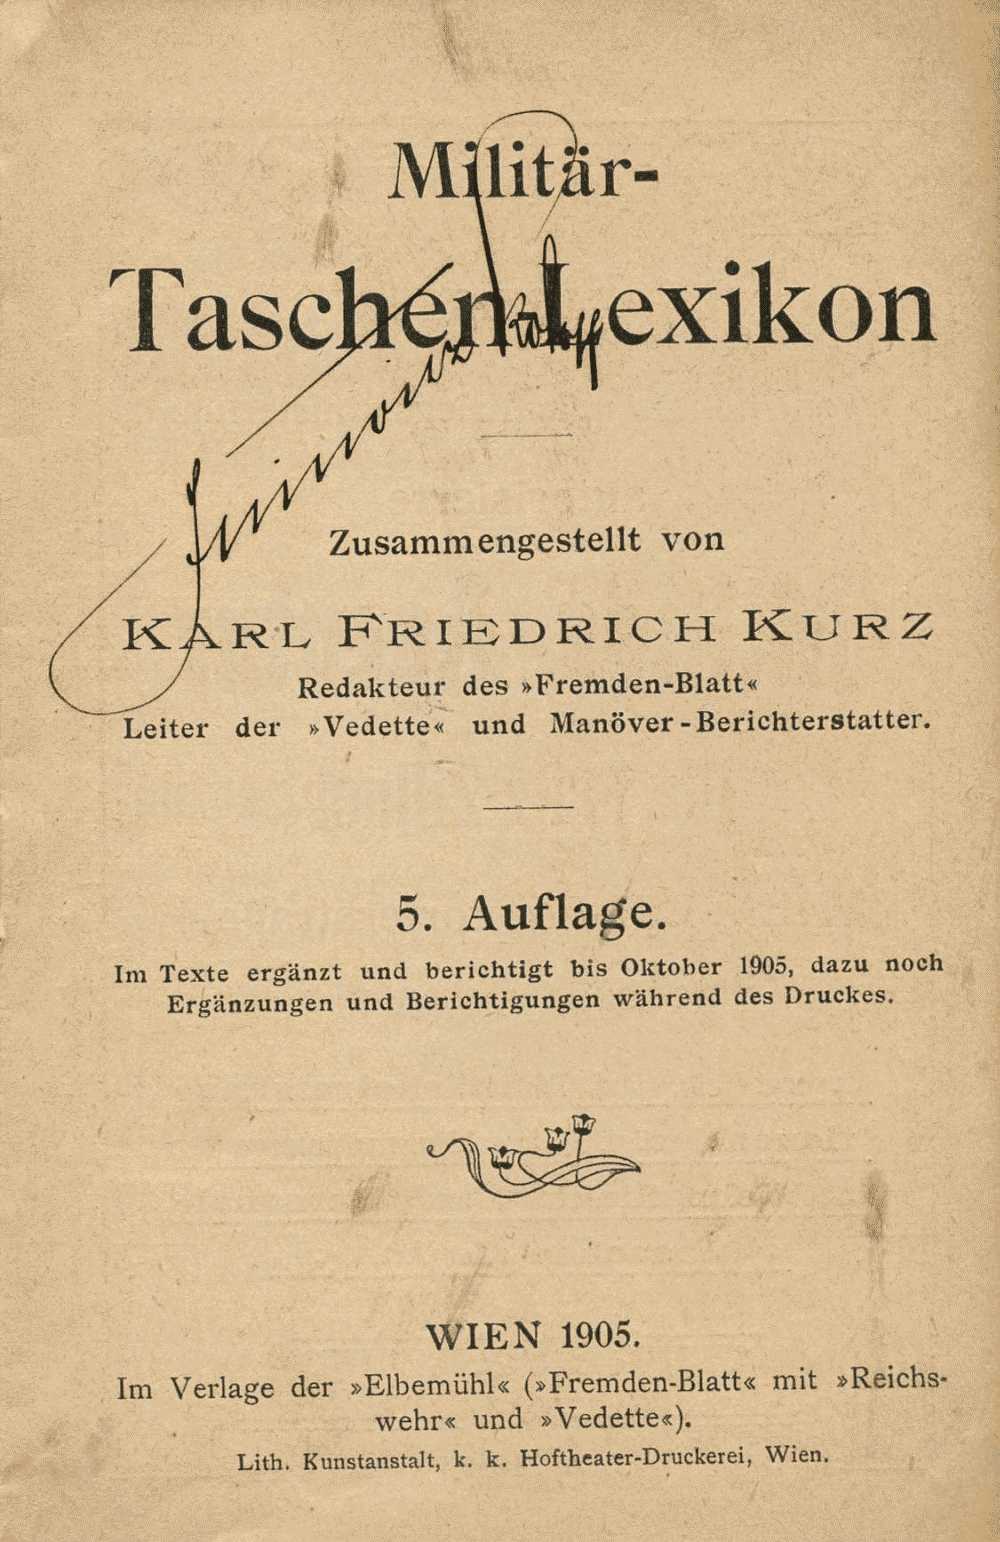 Militär-
Taschen-Lexikon
Zusammengestellt von
KARL FRIEDRICH KURZ
Redakteur des »Fremden-Blatt«
Leiter der »Vedette« und Manöver-Berichterstatter.
5. Auflage.
Im Texte ergänzt und berichtigt bis Oktober 1905, dazu noch
Ergänzungen und Berichtigungen während des Druckes.
WIEN 1905.
Im Verlage der »Elbemühl« (»Fremden-Blatt« mit »Reichs-
wehr« und »Vedette«).
Lith. Kunstanstalt, k. k. Hoftheater-Druckerei, Wien.